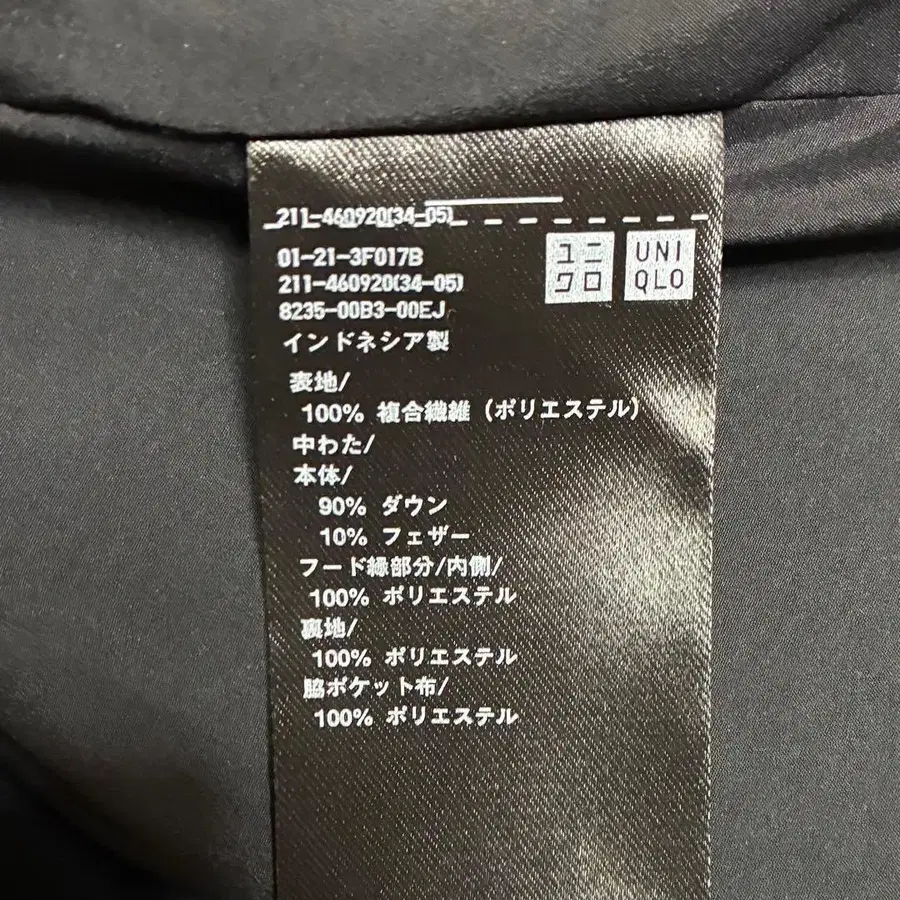 211-460920(34-05)
01-21-3F017B
211-460920(34-05)
8235-00B3-00EJ
インドネシア製
ユニ
クロ
UNI
QLO
表地/
100% 複合繊維(ポリエステル)
中わた/
本体/
90% ダウン
10% フェザー
フード縁部分/内側/
100% ポリエステル
裏地/
100% ポリエステル
脇ポケット布/
100% ポリエステル